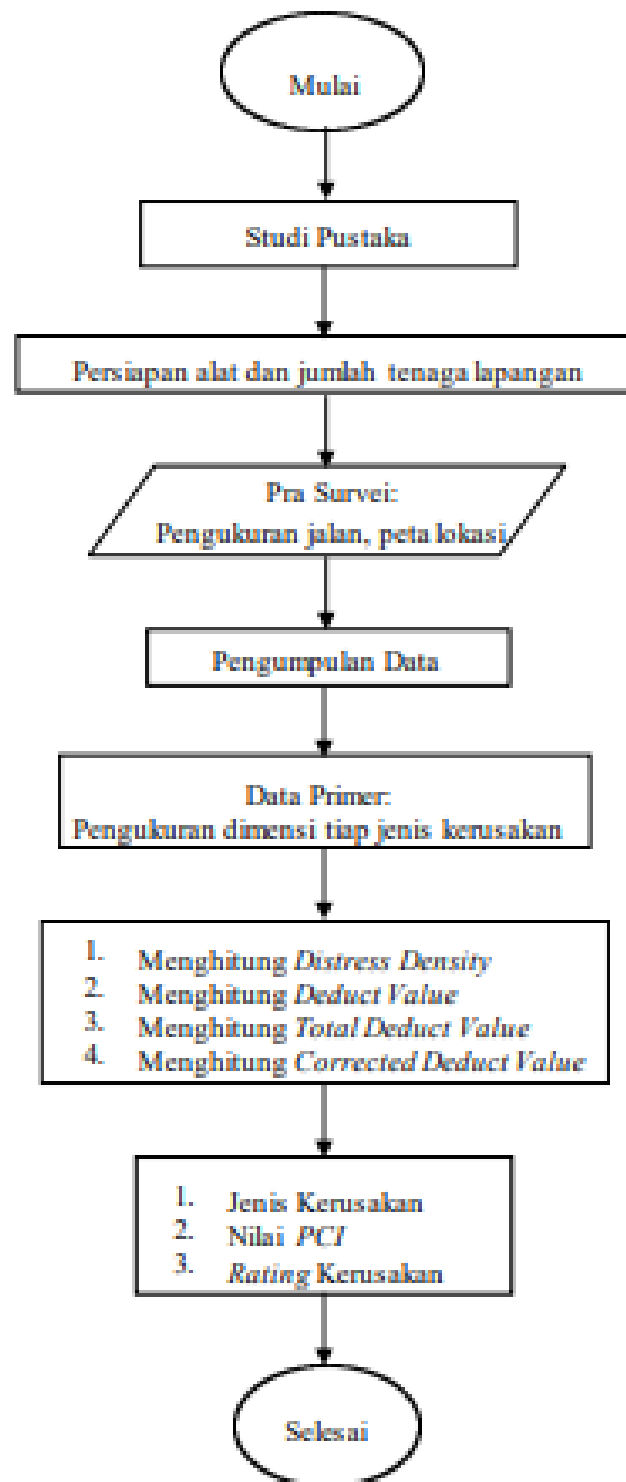 Mulai
Studi Pustaka
Persiapan alat dan jumlah tenaga lapangan
Pra Survei:
Pengukuran jalan, peta lokasi
Pengumpulan Data
Data Primer:
Pengukuran dimensi tiap jenis kerusakan
1. Menghitung Distress Density
2. Menghitung Deduct Value
3. Menghitung Total Deduct Value
4. Menghitung Corrected Deduct Value
1. Jenis Kerusakan
2. Nilai PCI
3. Rating Kerusakan
Selesai